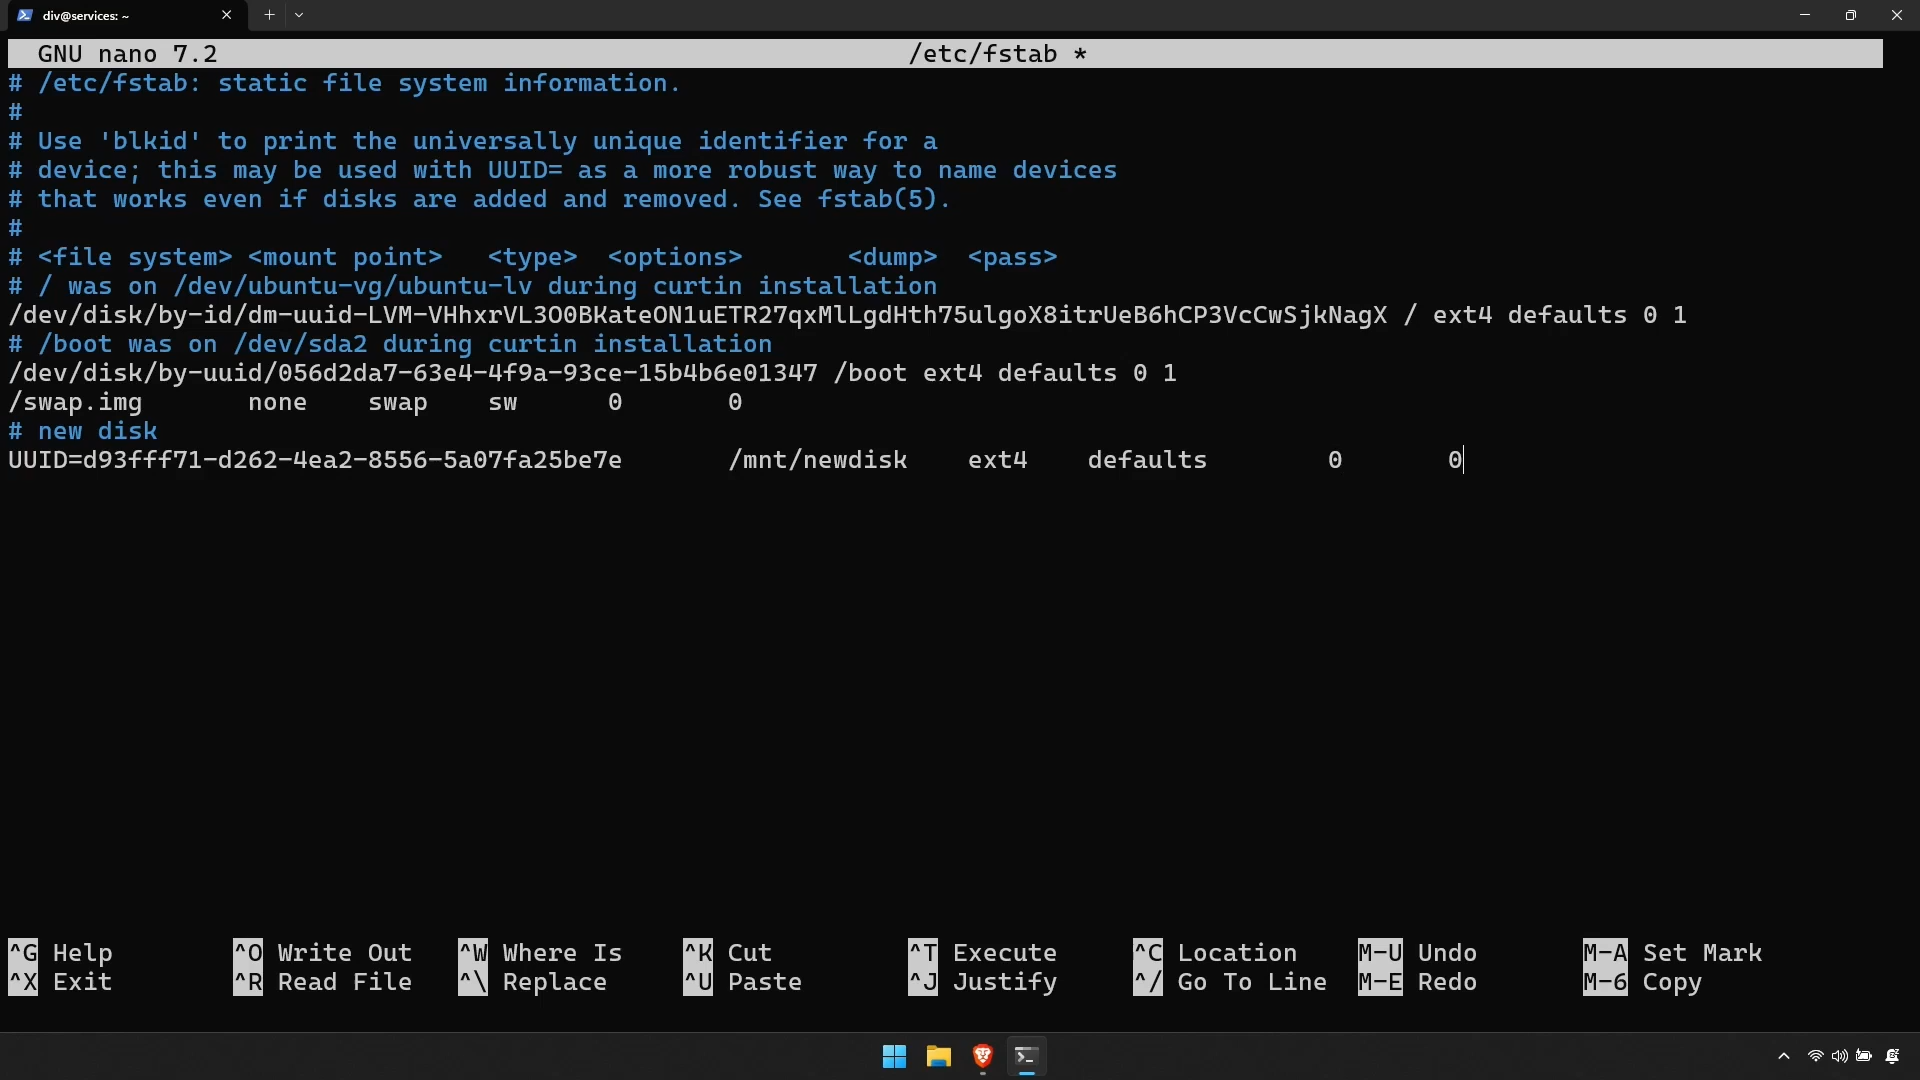 div@services: ~
GNU nano 7.2 /etc/fstab *
# /etc/fstab: static file system information.
#
# Use 'blkid' to print the universally unique identifier for a
# device; this may be used with UUID= as a more robust way to name devices
# that works even if disks are added and removed. See fstab(5).
#
# <file system> <mount point>   <type>  <options>       <dump>  <pass>
# / was on /dev/ubuntu-vg/ubuntu-lv during curtin installation
/dev/disk/by-id/dm-uuid-LVM-VHhxrVL3O0BKateON1uETR27qxMlLgdHth75ulgoX8itrUeB6hCP3VcCwSjkNagX / ext4 defaults 0 1
# /boot was on /dev/sda2 during curtin installation
/dev/disk/by-uuid/056d2da7-63e4-4f9a-93ce-15b4b6e01347 /boot ext4 defaults 0 1
/swap.img       none    swap    sw      0       0
# new disk
UUID=d93fff71-d262-4ea2-8556-5a07fa25be7e       /mnt/newdisk    ext4    defaults        0       0
^G Help ^O Write Out ^W Where Is ^K Cut ^T Execute ^C Location M-U Undo M-A Set Mark
^X Exit ^R Read File ^\ Replace ^U Paste ^J Justify ^/ Go To Line M-E Redo M-6 Copy